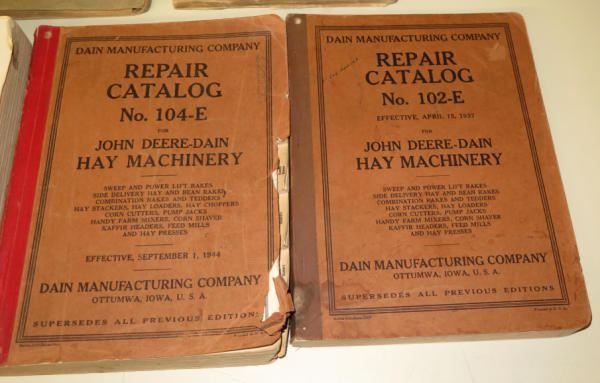 DAIN MANUFACTURING COMPANY
REPAIR
CATALOG
No. 104-E
FOR
JOHN DEERE-DAIN
HAY MACHINERY
SWEEP AND POWER LIFT RAKES
SIDE DELIVERY HAY AND BEAN RAKES
COMBINATION RAKES AND TEDDERS
HAY STACKERS, HAY LOADERS, HAY CHOPPERS
CORN CUTTERS, PUMP JACKS
HANDY FARM MIXERS, CORN SHAVER
KAFFIR HEADERS, FEED MILLS
AND HAY PRESSES
EFFECTIVE, SEPTEMBER 1, 1944
DAIN MANUFACTURING COMPANY
OTTUMWA, IOWA, U. S. A.
SUPERSEDES ALL PREVIOUS EDITIONS
DAIN MANUFACTURING COMPANY
REPAIR
CATALOG
No. 102-E
EFFECTIVE, APRIL 15, 1937
FOR
JOHN DEERE-DAIN
HAY MACHINERY
SWEEP AND POWER LIFT RAKES
SIDE DELIVERY HAY AND BEAN RAKES
COMBINATION RAKES AND TEDDERS
HAY STACKERS, HAY LOADERS
CORN CUTTERS, PUMP JACKS
HANDY FARM MIXERS, CORN SHAVER
KAFFIR HEADERS, FEED MILLS
AND HAY PRESSES
DAIN MANUFACTURING COMPANY
OTTUMWA, IOWA, U. S. A.
SUPERSEDES ALL PREVIOUS EDITIONS